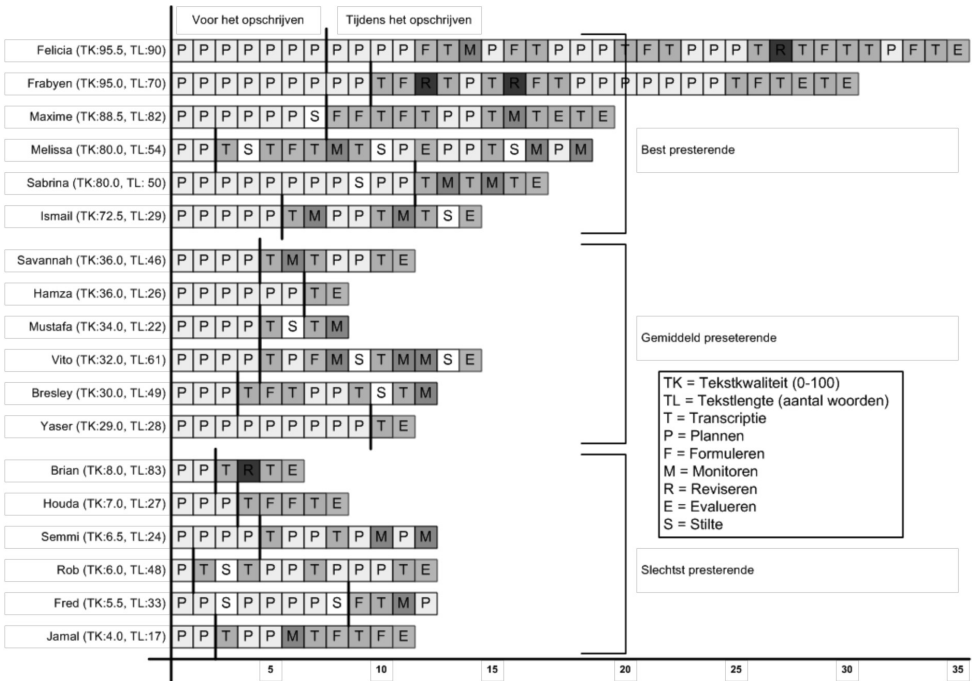 Voor het opschrijven
Tijdens het opschrijven
Felicia (TK:95.5, TL:90) P P P P P P P P P P P F T M P F T P P P T F T P P P T R T F T T P F T E
Frabyen (TK:95.0, TL:70) P P P P P P P P P T F R T P T R F T P P P P P P P T F T E T E
Maxime (TK:88.5, TL:82) P P P P P P S F F T F T P P T M T E T E
Melissa (TK:80.0, TL:54) P P T S T F T M T S P E P P T S M P M
Best presterende
Sabrina (TK:80.0, TL: 50) P P P P P P P P S P P T M T M T E
Ismail (TK:72.5, TL:29) P P P P P T M P P T M T S E
Savannah (TK:36.0, TL:46) P P P P T M T P P T E
Hamza (TK:36.0, TL:26) P P P P P P T E
Mustafa (TK:34.0, TL:22) P P P P T S T M
Gemiddeld preseterende
Vito (TK:32.0, TL:61) P P P P T P F M S T M M S E
Bresley (TK:30.0, TL:49) P P P T F T P P T S T M
Yaser (TK:29.0, TL:28) P P P P P P P P P T E
TK = Tekstkwaliteit (0-100)
TL = Tekstlengte (aantal woorden)
T = Transcriptie
P = Plannen
F = Formuleren
M = Monitoren
R = Reviseren
E = Evalueren
S = Stilte
Brian (TK:8.0, TL:83) P P T R T E
Houda (TK:7.0, TL:27) P P P T F F T E
Semmi (TK:6.5, TL:24) P P P P T P P T P M P M
Rob (TK:6.0, TL:48) P T S T P P T P P P T E
Slechtst presterende
Fred (TK:5.5, TL:33) P P S P P P P S F T M P
Jamal (TK:4.0, TL:17) P P T P P M T F T F E
5 10 15 20 25 30 35